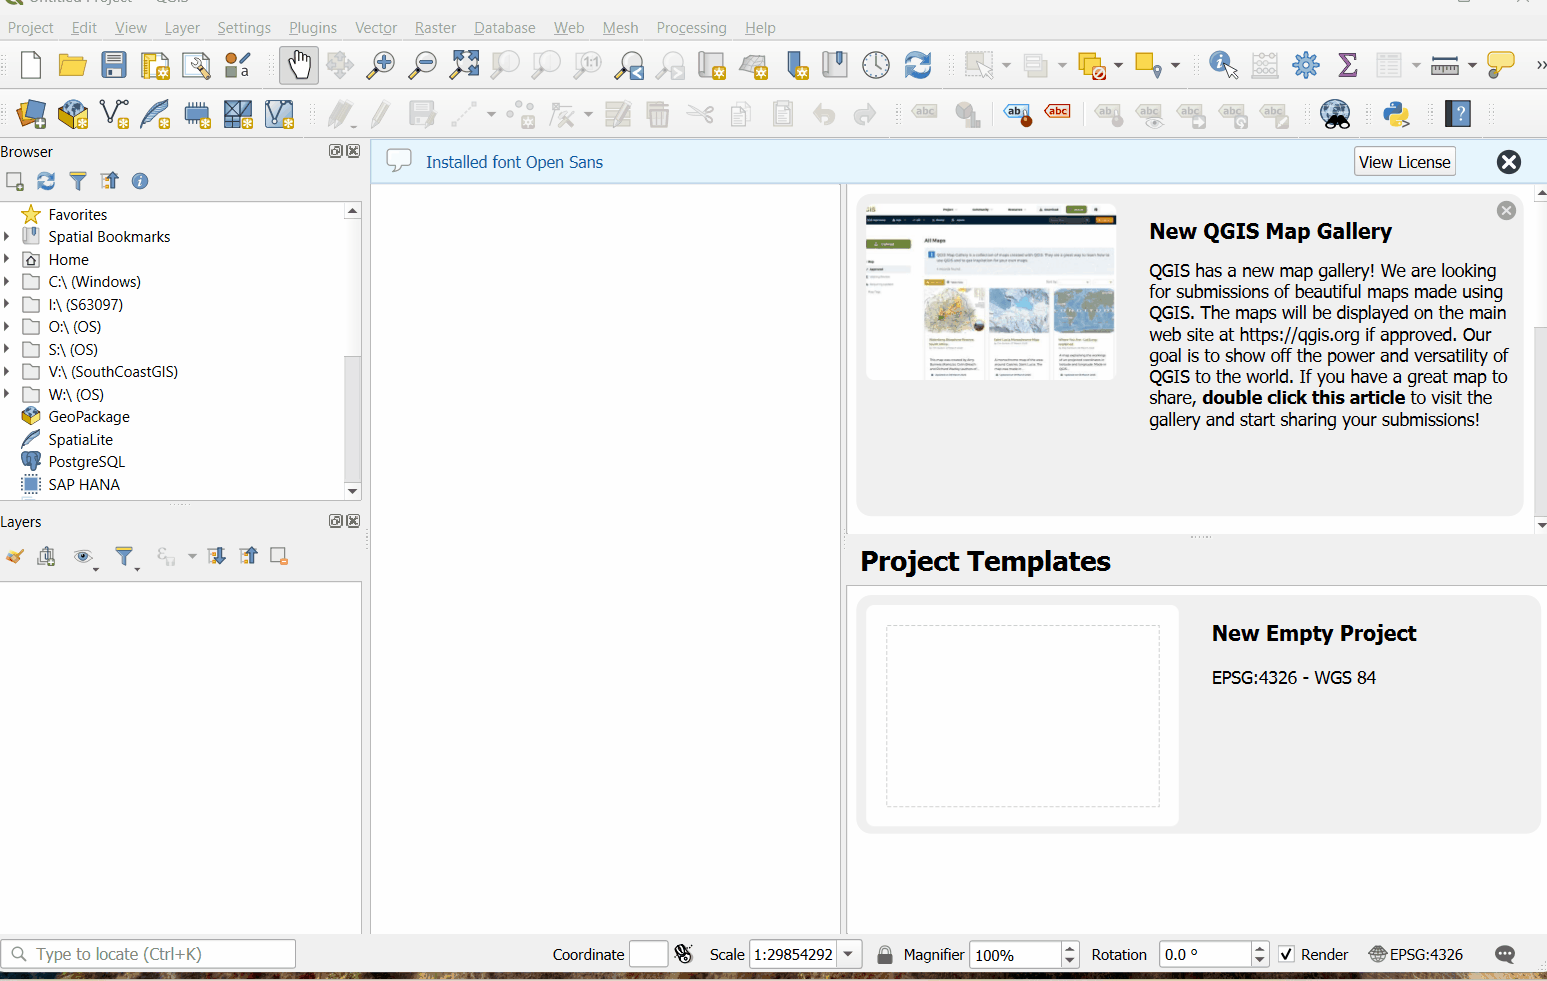 Untitled Project — QGIS
Project Edit View Layer Settings Plugins Vector Raster Database Web Mesh Processing Help
Browser
Favorites
Spatial Bookmarks
Home
C:\ (Windows)
I:\ (S63097)
O:\ (OS)
S:\ (OS)
V:\ (SouthCoastGIS)
W:\ (OS)
GeoPackage
SpatiaLite
PostgreSQL
SAP HANA
Layers
Installed font Open Sans
View License
All Maps
New QGIS Map Gallery
QGIS has a new map gallery! We are looking
for submissions of beautiful maps made using
QGIS. The maps will be displayed on the main
web site at https://qgis.org if approved. Our
goal is to show off the power and versatility of
QGIS to the world. If you have a great map to
share, double click this article to visit the
gallery and start sharing your submissions!
Project Templates
New Empty Project
EPSG:4326 - WGS 84
Type to locate (Ctrl+K)
Coordinate
Scale 1:29854292
Magnifier 100%
Rotation 0.0 °
Render
EPSG:4326